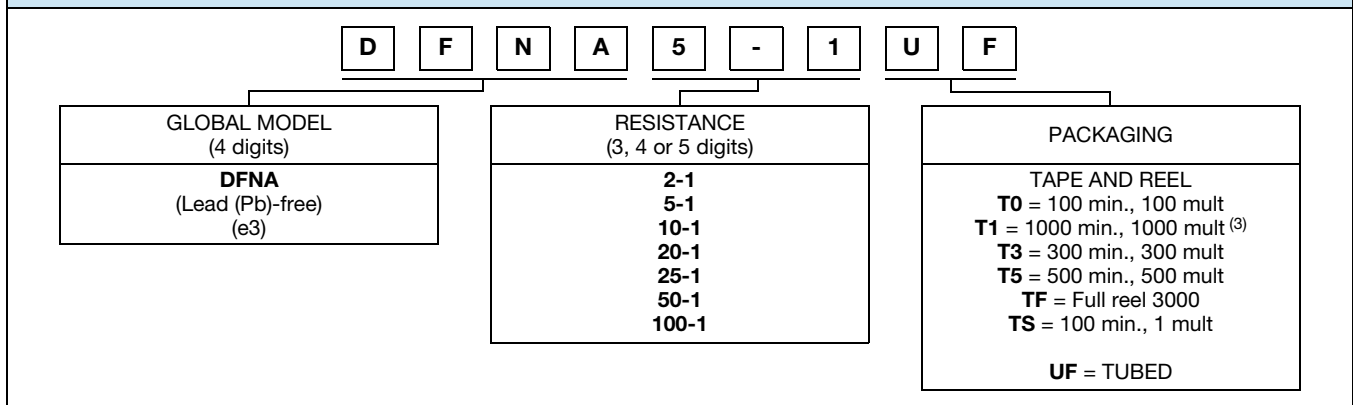 D F N A 5 - 1 U F
GLOBAL MODEL
(4 digits)
DFNA
(Lead (Pb)-free)
(e3)
RESISTANCE
(3, 4 or 5 digits)
2-1
5-1
10-1
20-1
25-1
50-1
100-1
PACKAGING
TAPE AND REEL
T0 = 100 min., 100 mult
T1 = 1000 min., 1000 mult (3)
T3 = 300 min., 300 mult
T5 = 500 min., 500 mult
TF = Full reel 3000
TS = 100 min., 1 mult
UF = TUBED